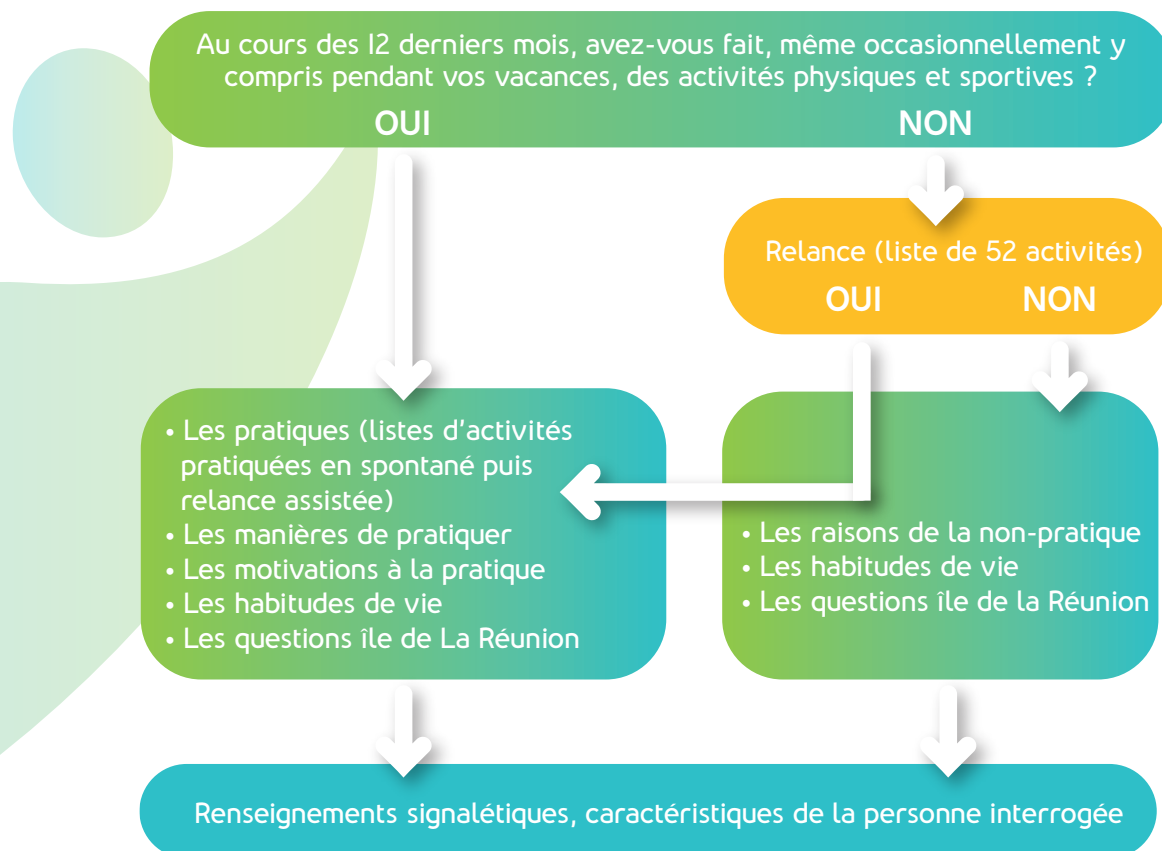 Au cours des 12 derniers mois, avez-vous fait, même occasionnellement y
compris pendant vos vacances, des activités physiques et sportives ?
OUI
NON
Relance (liste de 52 activités)
OUI
NON
• Les pratiques (listes d'activités
pratiquées en spontané puis
relance assistée)
• Les manières de pratiquer
• Les motivations à la pratique
• Les habitudes de vie
• Les questions île de La Réunion
• Les raisons de la non-pratique
• Les habitudes de vie
• Les questions île de la Réunion
Renseignements signalétiques, caractéristiques de la personne interrogée